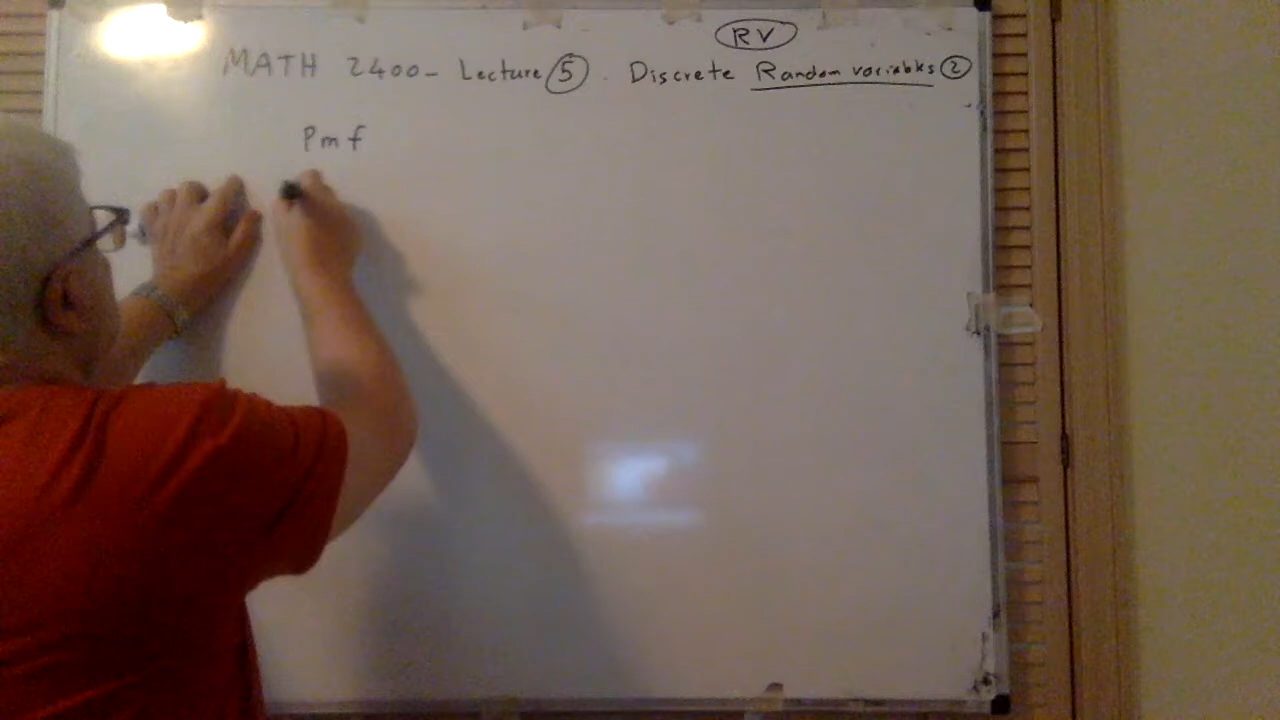 RV
MATH 2400- Lecture 5. Discrete Random variables 2
Pmf